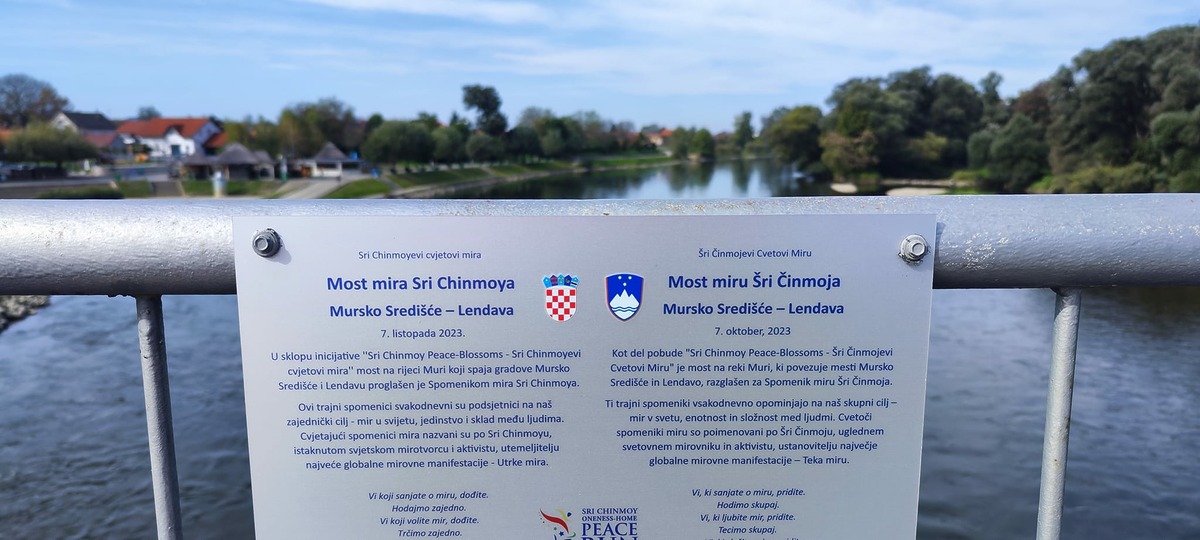 Sri Chinmoyevi cvjetovi mira
Most mira Sri Chinmoya
Mursko Središće – Lendava
7. listopada 2023.
U sklopu inicijative "Sri Chinmoy Peace-Blossoms - Sri Chinmoyevi
cvjetovi mira" most na rijeci Muri koji spaja gradove Mursko
Središće i Lendavu proglašen je Spomenikom mira Sri Chinmoya.
Ovi trajni spomenici svakodnevni su podsjetnici na naš
zajednički cilj - mir u svijetu, jedinstvo i sklad među ljudima.
Cvjetajući spomenici mira nazvani su po Sri Chinmoyu,
istaknutom svjetskom mirotvorcu i aktivistu, utemeljitelju
najveće globalne mirovne manifestacije - Utrke mira.
Vi koji sanjate o miru, dođite.
Hodajmo zajedno.
Vi koji volite mir, dođite.
Trčimo zajedno.
Šri Činmojevi Cvetovi Miru
Most miru Šri Činmoja
Mursko Središće – Lendava
7. oktober, 2023
Kot del pobude "Sri Chinmoy Peace-Blossoms - Šri Činmojevi
Cvetovi Miru" je most na reki Muri, ki povezuje mesti Mursko
Središće in Lendavo, razglašen za Spomenik miru Šri Činmoja.
Ti trajni spomeniki vsakodnevno opominjajo na naš skupni cilj –
mir v svetu, enotnost in složnost med ljudmi. Cvetoči
spomeniki miru so poimenovani po Šri Činmoju, uglednem
svetovnem mirovniku in aktivistu, ustanovitelju največje
globalne mirovne manifestacije – Teka miru.
Vi, ki sanjate o miru, pridite.
Hodimo skupaj.
Vi, ki ljubite mir, pridite.
Tecimo skupaj.
SRI CHINMOY
ONENESS-HOME
PEACE
RUN